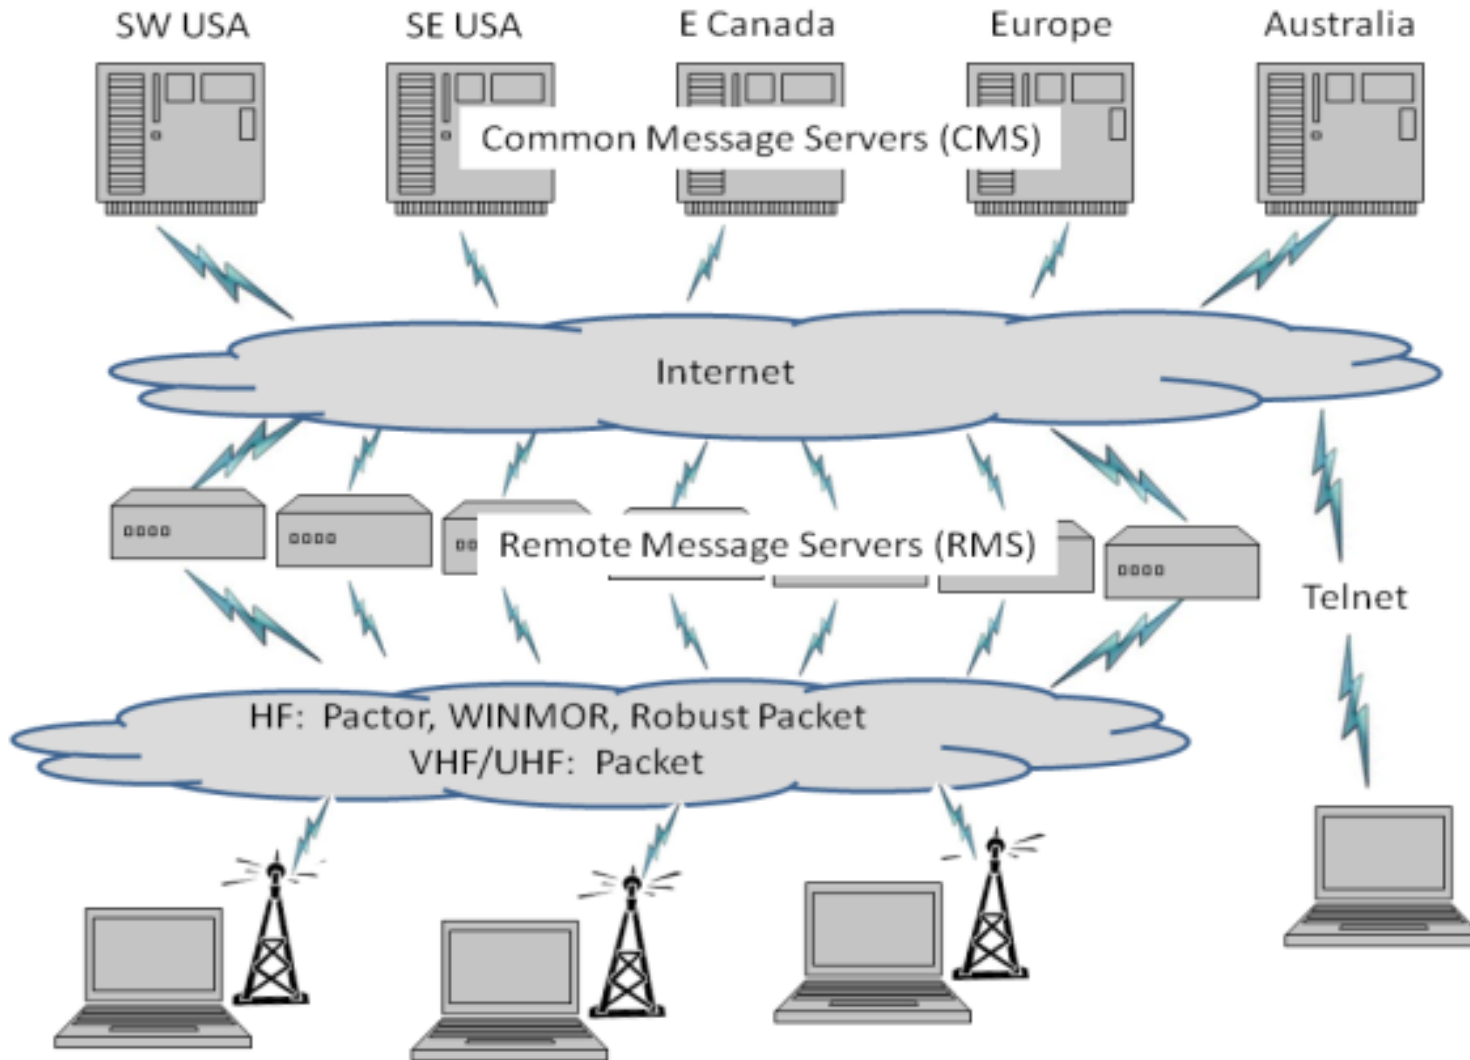 SW USA
SE USA
E Canada
Europe
Australia
Common Message Servers (CMS)
Internet
Remote Message Servers (RMS)
Telnet
HF:  Pactor, WINMOR, Robust Packet
VHF/UHF:  Packet